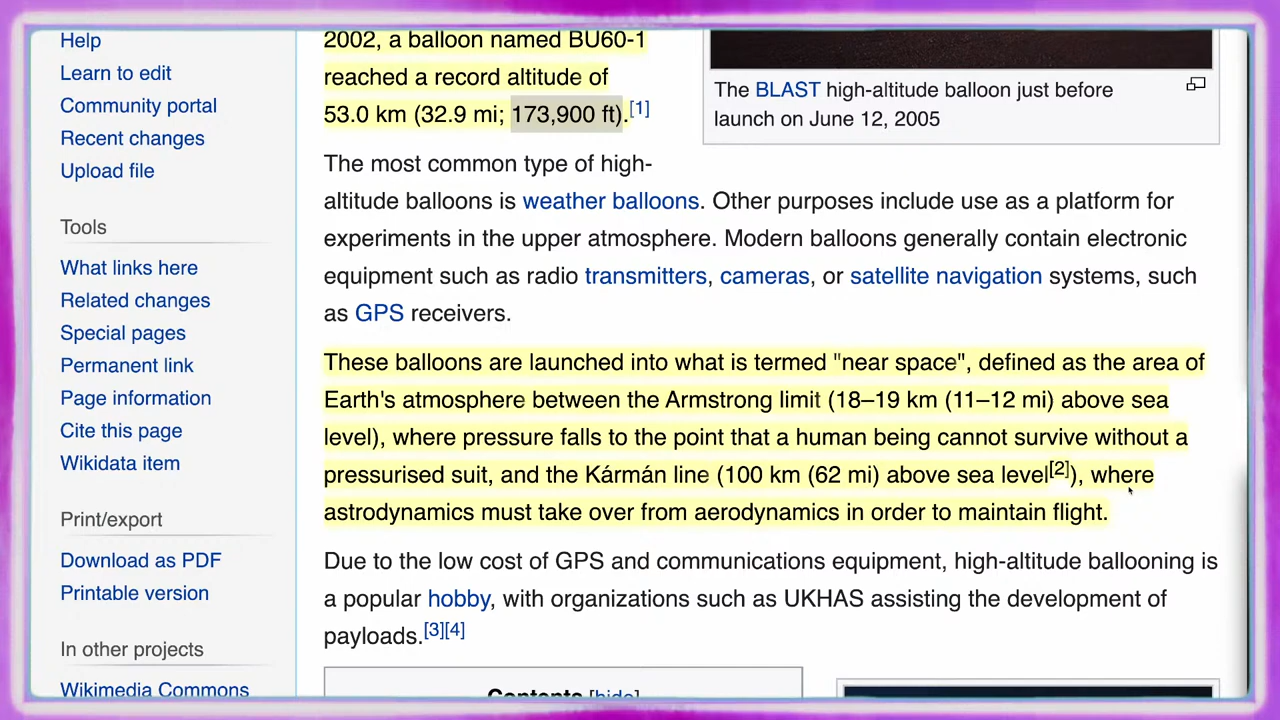 Help
Learn to edit
Community portal
Recent changes
Upload file
Tools
What links here
Related changes
Special pages
Permanent link
Page information
Cite this page
Wikidata item
Print/export
Download as PDF
Printable version
In other projects
Wikimedia Commons
2002, a balloon named BU60-1
reached a record altitude of
53.0 km (32.9 mi; 173,900 ft).[1]
The BLAST high-altitude balloon just before
launch on June 12, 2005
The most common type of high-
altitude balloons is weather balloons. Other purposes include use as a platform for
experiments in the upper atmosphere. Modern balloons generally contain electronic
equipment such as radio transmitters, cameras, or satellite navigation systems, such
as GPS receivers.
These balloons are launched into what is termed "near space", defined as the area of
Earth's atmosphere between the Armstrong limit (18–19 km (11–12 mi) above sea
level), where pressure falls to the point that a human being cannot survive without a
pressurised suit, and the Kármán line (100 km (62 mi) above sea level[2]), where
astrodynamics must take over from aerodynamics in order to maintain flight.
Due to the low cost of GPS and communications equipment, high-altitude ballooning is
a popular hobby, with organizations such as UKHAS assisting the development of
payloads.[3][4]
Contents [hide]